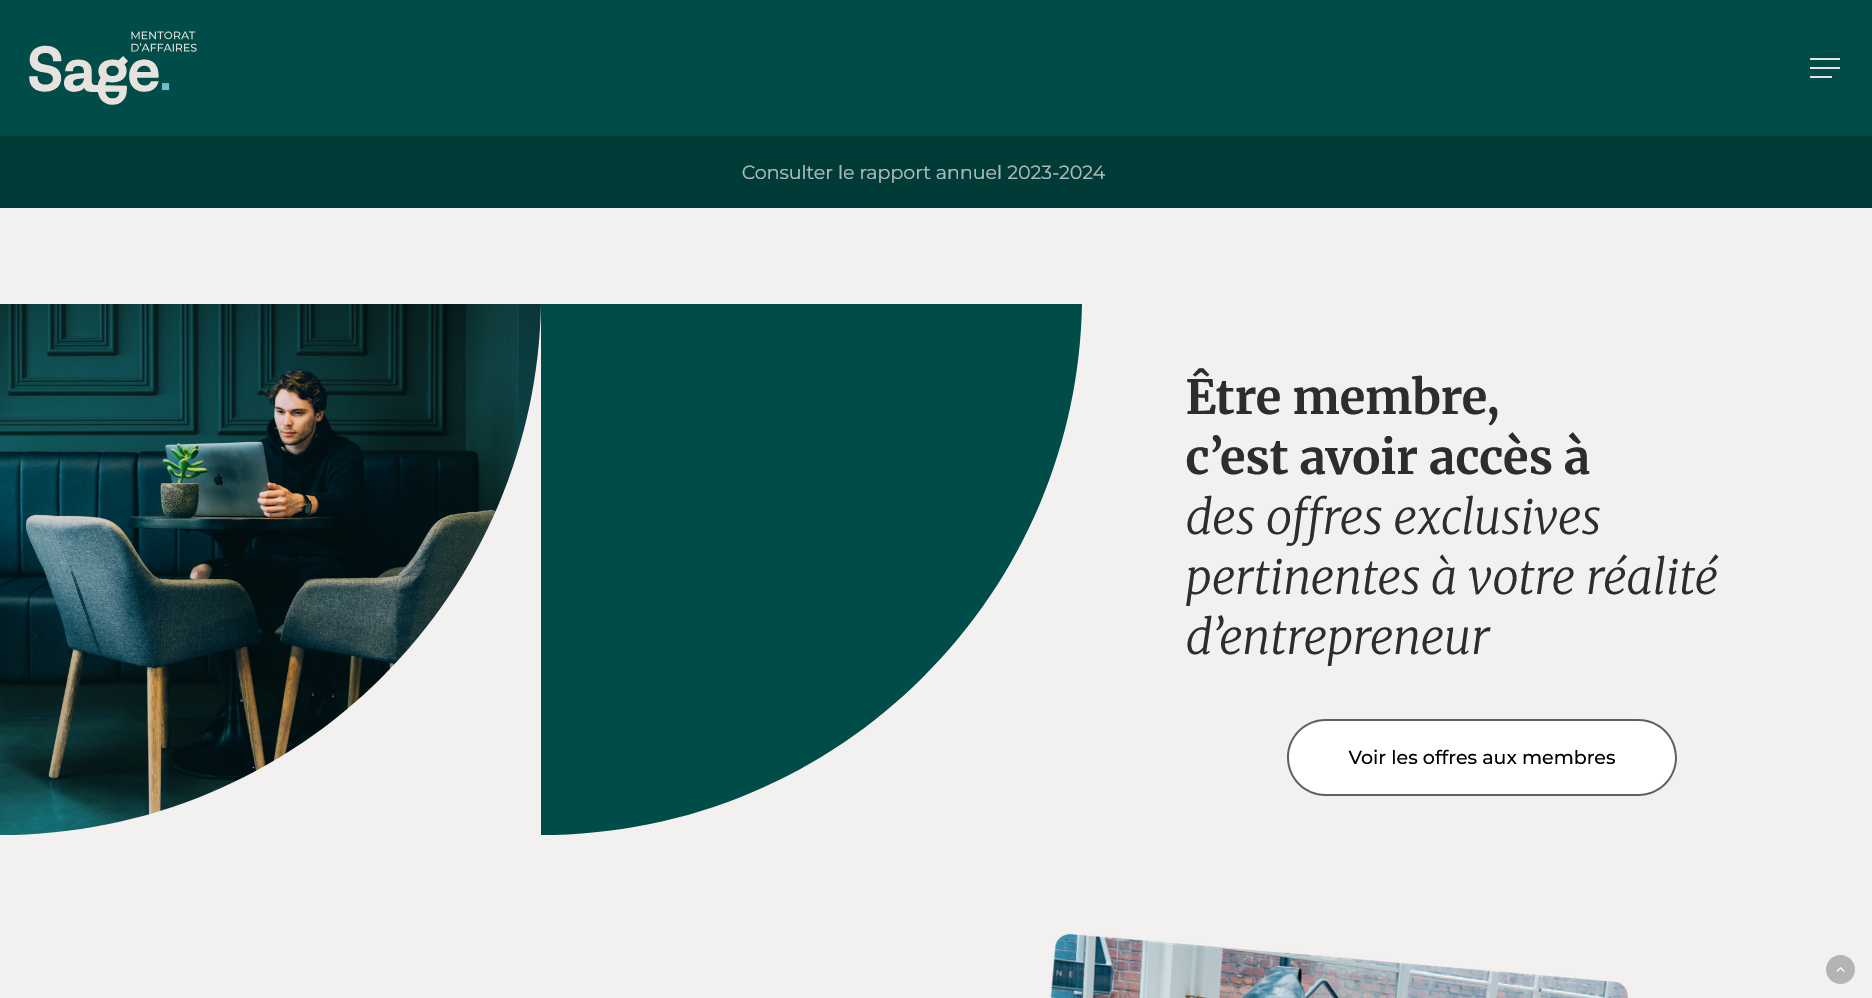 MENTORAT
D'AFFAIRES
Sage.
Consulter le rapport annuel 2023-2024
Être membre,
c’est avoir accès à
des offres exclusives
pertinentes à votre réalité
d’entrepreneur
Voir les offres aux membres
N E